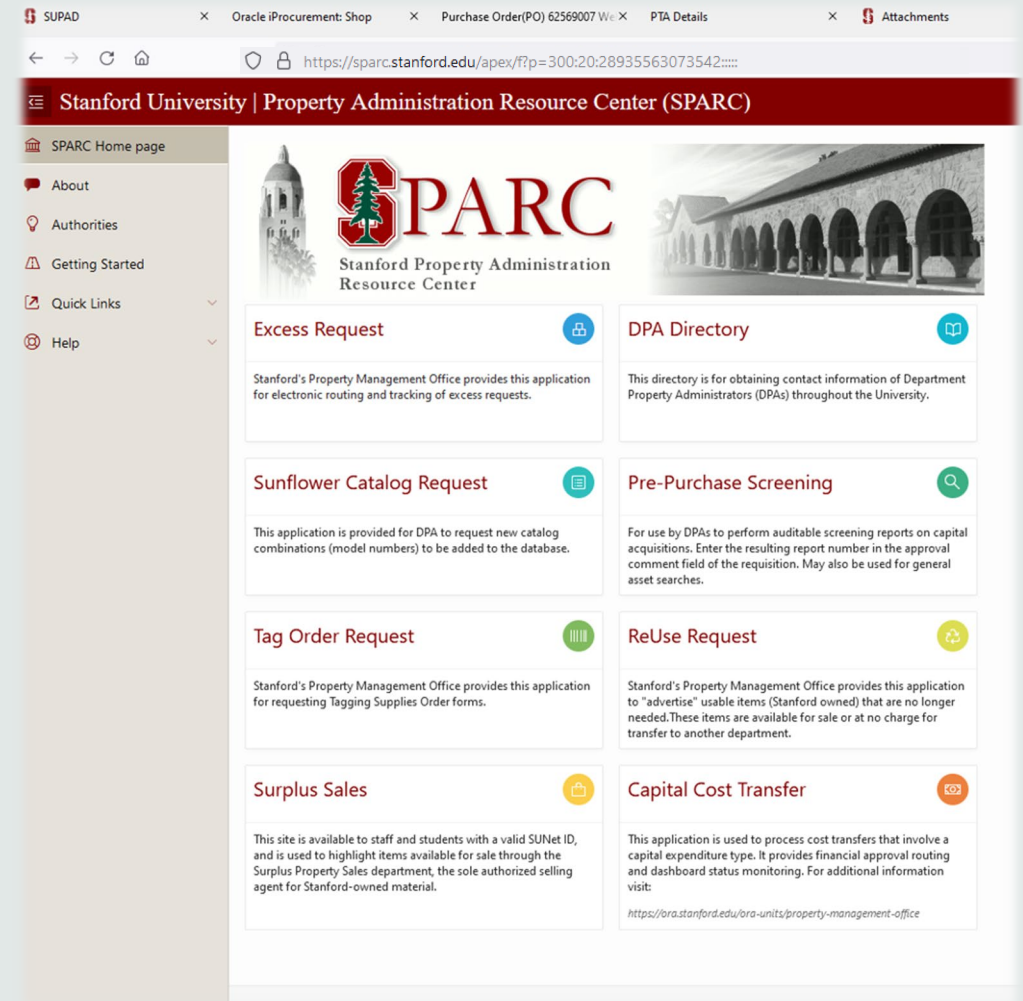 SUPAD
Oracle iProcurement: Shop
Purchase Order(PO) 62569007 We
PTA Details
Attachments
https://sparc.stanford.edu/apex/f?p=300:20:28935563073542:::::
Stanford University | Property Administration Resource Center (SPARC)
SPARC Home page
About
Authorities
Getting Started
Quick Links
Help
SPARC
Stanford Property Administration
Resource Center
Excess Request
Stanford's Property Management Office provides this application
for electronic routing and tracking of excess requests.
DPA Directory
This directory is for obtaining contact information of Department
Property Administrators (DPAs) throughout the University.
Sunflower Catalog Request
This application is provided for DPA to request new catalog
combinations (model numbers) to be added to the database.
Pre-Purchase Screening
For use by DPAs to perform auditable screening reports on capital
acquisitions. Enter the resulting report number in the approval
comment field of the requisition. May also be used for general
asset searches.
Tag Order Request
Stanford's Property Management Office provides this application
for requesting Tagging Supplies Order forms.
ReUse Request
Stanford's Property Management Office provides this application
to "advertise" usable items (Stanford owned) that are no longer
needed.These items are available for sale or at no charge for
transfer to another department.
Surplus Sales
This site is available to staff and students with a valid SUNet ID,
and is used to highlight items available for sale through the
Surplus Property Sales department, the sole authorized selling
agent for Stanford-owned material.
Capital Cost Transfer
This application is used to process cost transfers that involve a
capital expenditure type. It provides financial approval routing
and dashboard status monitoring. For additional information
visit:
https://ora.stanford.edu/ora-units/property-management-office